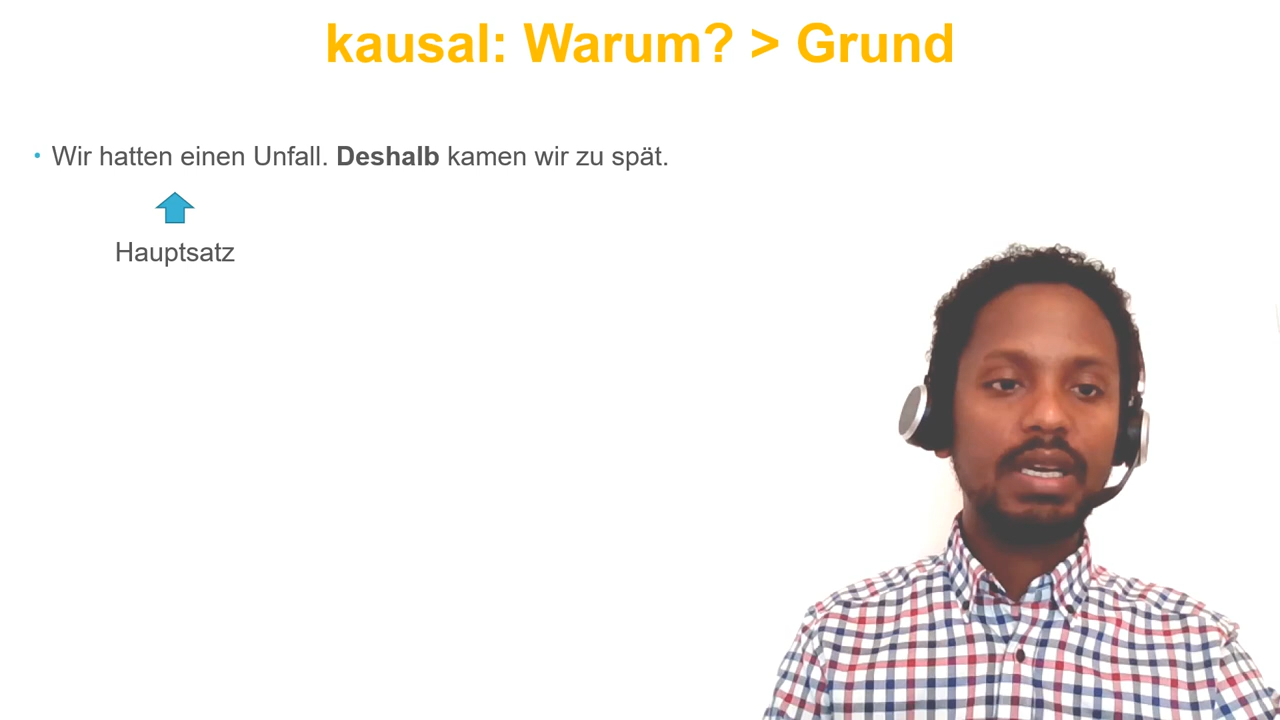 kausal: Warum? > Grund
• Wir hatten einen Unfall. Deshalb kamen wir zu spät.
Hauptsatz